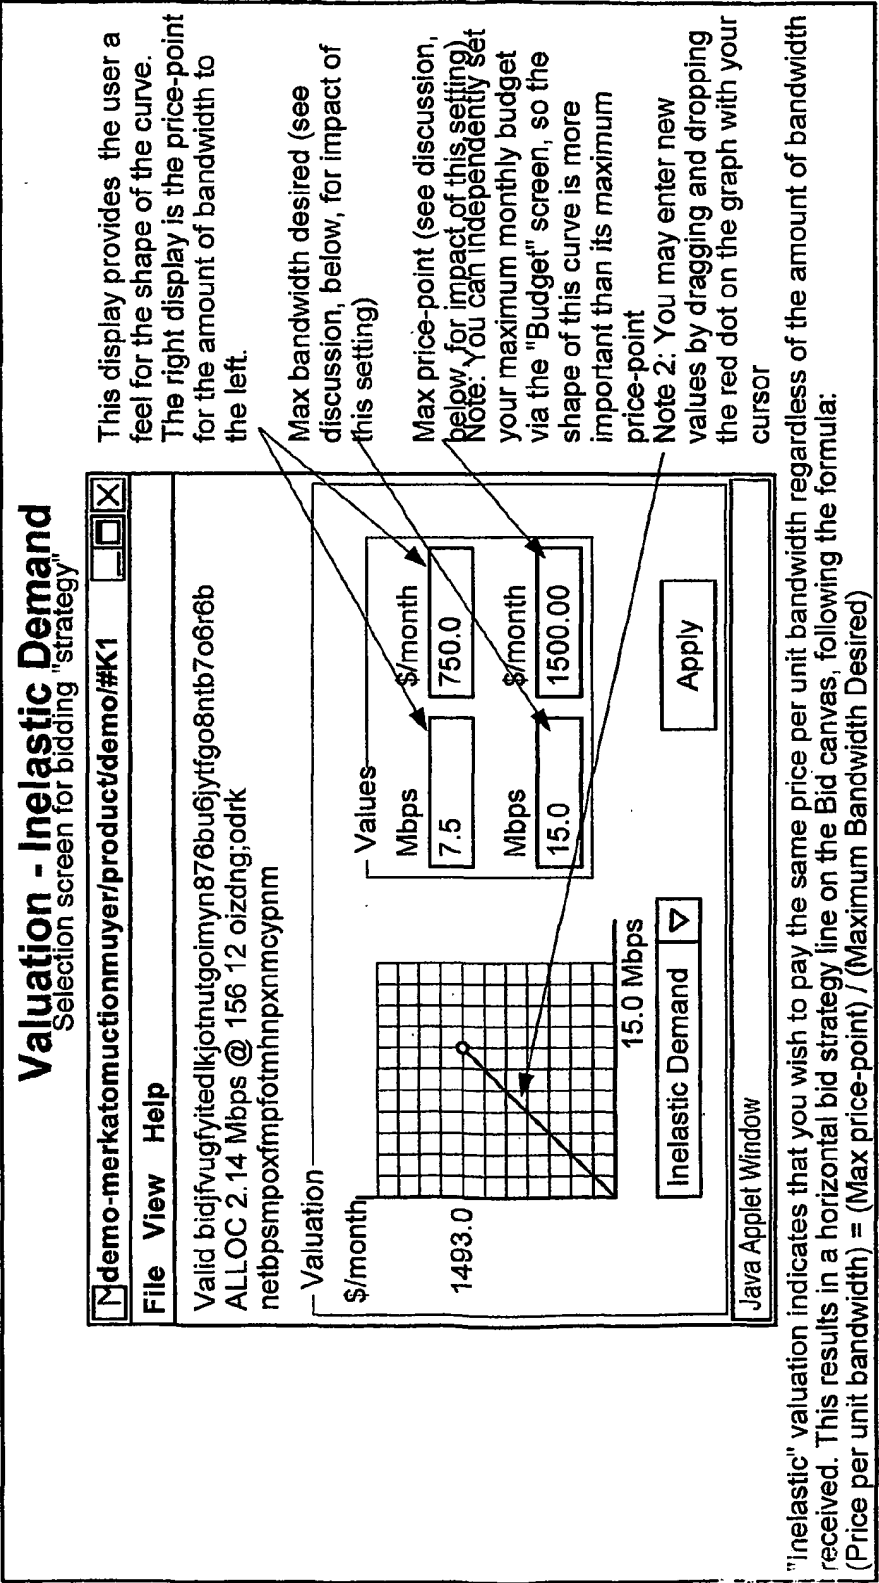 Valuation - Inelastic Demand
Selection screen for bidding "strategy"
Mdemo-merkatomuctionmuyer/product/demo/#K1
File View Help
Valid bidjfvugfyitedlkjotnutgoimyn876bu6jytfgo8ntb7o6r6b
ALLOC 2.14 Mbps @ 156 12 oizdng;odrk
netbpsmpoxfmpfotmhnpxnmcypnm
Valuation
$/month
1493.0
15.0 Mbps
Inelastic Demand
Values
Mbps $/month
7.5 750.0
Mbps $/month
15.0 1500.00
Apply
Java Applet Window
This display provides the user a
feel for the shape of the curve.
The right display is the price-point
for the amount of bandwidth to
the left.
Max bandwidth desired (see
discussion, below, for impact of
this setting)
Max price-point (see discussion,
below, for impact of this setting)
Note: You can independently set
your maximum monthly budget
via the "Budget" screen, so the
shape of this curve is more
important than its maximum
price-point
Note 2: You may enter new
values by dragging and dropping
the red dot on the graph with your
cursor
"Inelastic" valuation indicates that you wish to pay the same price per unit bandwidth regardless of the amount of bandwidth
received. This results in a horizontal bid strategy line on the Bid canvas, following the formula:
(Price per unit bandwidth) = (Max price-point) / (Maximum Bandwidth Desired)